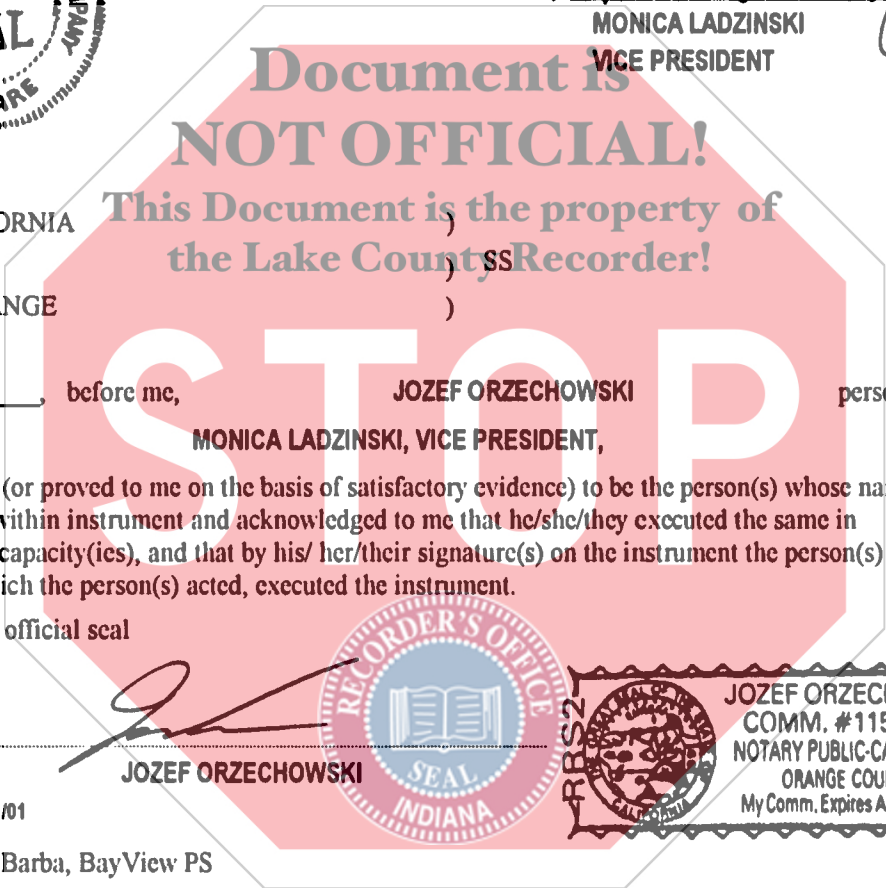 MONICA LADZINSKI
VICE PRESIDENT
Document is
NOT OFFICIAL!
This Document is the property of
the Lake County Recorder!
ORNIA )
) SS
NGE )
STOP
, before me, JOZEF ORZECHOWSKI perso
MONICA LADZINSKI, VICE PRESIDENT,
(or proved to me on the basis of satisfactory evidence) to be the person(s) whose na
within instrument and acknowledged to me that he/she/they executed the same in
capacity(ies), and that by his/ her/their signature(s) on the instrument the person(s)
ich the person(s) acted, executed the instrument.
official seal
RECORDER'S OFFICE
SEAL
INDIANA
JOZEF ORZECHOWSKI
RBS2
CALIFORNIA
JOZEF ORZECH
COMM. #115
NOTARY PUBLIC-CA
ORANGE COU
My Comm. Expires A
/01
Barba, BayView PS